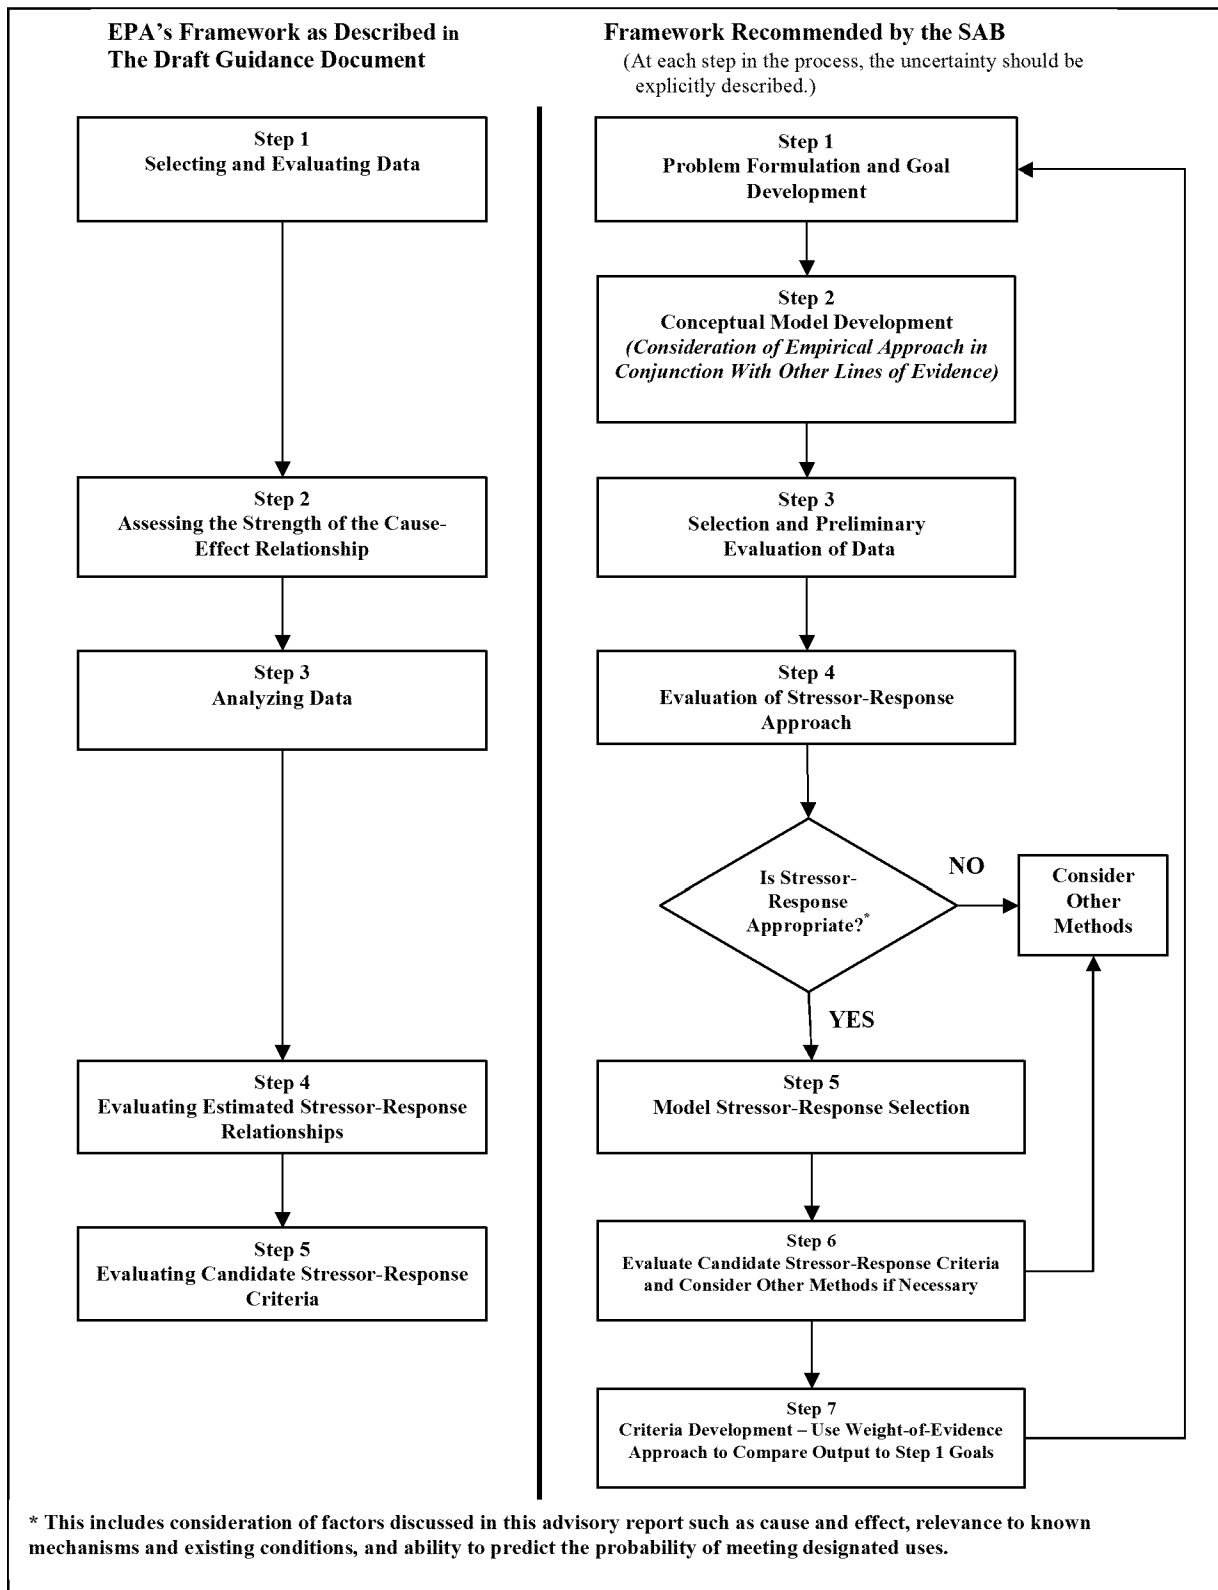 EPA's Framework as Described in
The Draft Guidance Document
Step 1
Selecting and Evaluating Data
Step 2
Assessing the Strength of the Cause-
Effect Relationship
Step 3
Analyzing Data
Step 4
Evaluating Estimated Stressor-Response
Relationships
Step 5
Evaluating Candidate Stressor-Response
Criteria
Framework Recommended by the SAB
(At each step in the process, the uncertainty should be
explicitly described.)
Step 1
Problem Formulation and Goal
Development
Step 2
Conceptual Model Development
(Consideration of Empirical Approach in
Conjunction With Other Lines of Evidence)
Step 3
Selection and Preliminary
Evaluation of Data
Step 4
Evaluation of Stressor-Response
Approach
Is Stressor-
Response
Appropriate?*
NO
Consider
Other
Methods
YES
Step 5
Model Stressor-Response Selection
Step 6
Evaluate Candidate Stressor-Response Criteria
and Consider Other Methods if Necessary
Step 7
Criteria Development – Use Weight-of-Evidence
Approach to Compare Output to Step 1 Goals
* This includes consideration of factors discussed in this advisory report such as cause and effect, relevance to known
mechanisms and existing conditions, and ability to predict the probability of meeting designated uses.